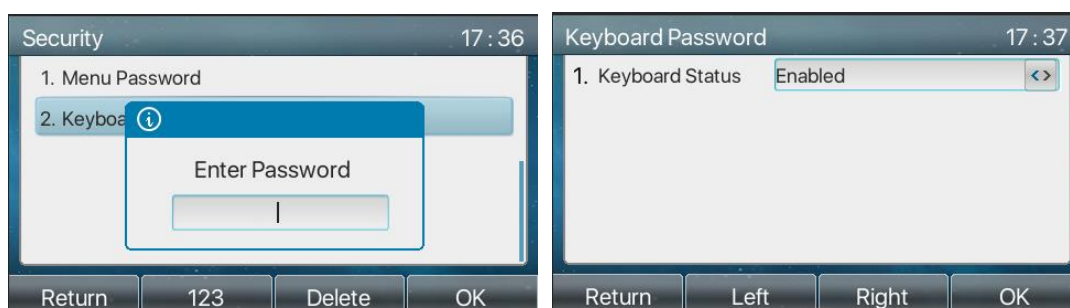 Security 17 : 36
1. Menu Password
2. Keyboa
Enter Password
Return 123 Delete OK
Keyboard Password 17 : 37
1. Keyboard Status Enabled <>
Return Left Right OK